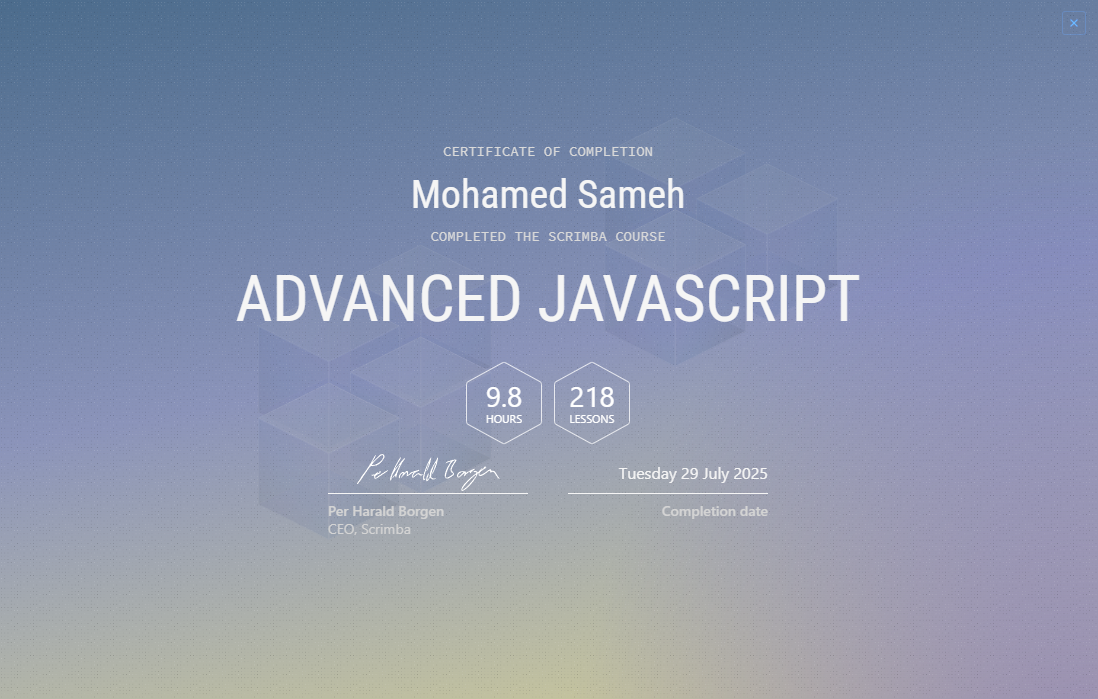 CERTIFICATE OF COMPLETION
Mohamed Sameh
COMPLETED THE SCRIMBA COURSE
ADVANCED JAVASCRIPT
9.8
HOURS
218
LESSONS
Per Harald Borgen
Tuesday 29 July 2025
Per Harald Borgen
CEO, Scrimba
Completion date